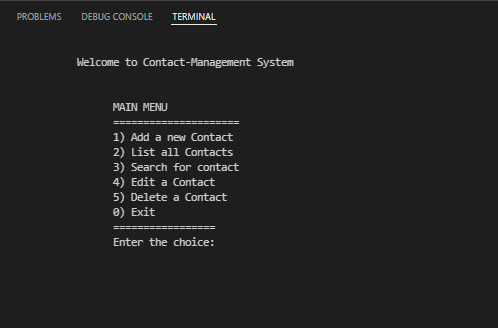 PROBLEMS DEBUG CONSOLE TERMINAL
Welcome to Contact-Management System
MAIN MENU
=====================
1) Add a new Contact
2) List all Contacts
3) Search for contact
4) Edit a Contact
5) Delete a Contact
0) Exit
=================
Enter the choice: